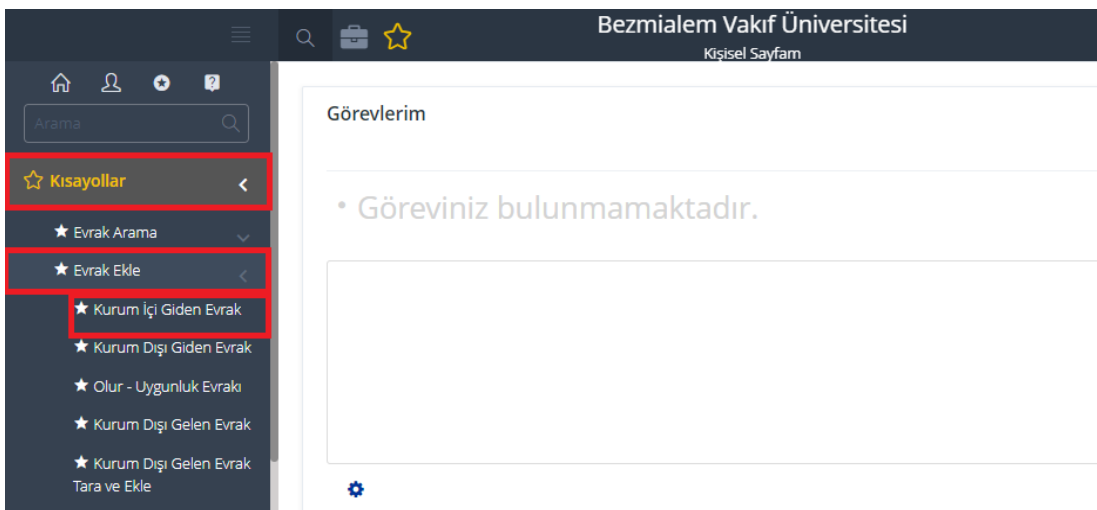 Bezmialem Vakıf Üniversitesi
Kişisel Sayfam
Arama
Kısayollar
Evrak Arama
Evrak Ekle
Kurum İçi Giden Evrak
Kurum Dışı Giden Evrak
Olur - Uygunluk Evrakı
Kurum Dışı Gelen Evrak
Kurum Dışı Gelen Evrak
Tara ve Ekle
Görevlerim
• Göreviniz bulunmamaktadır.